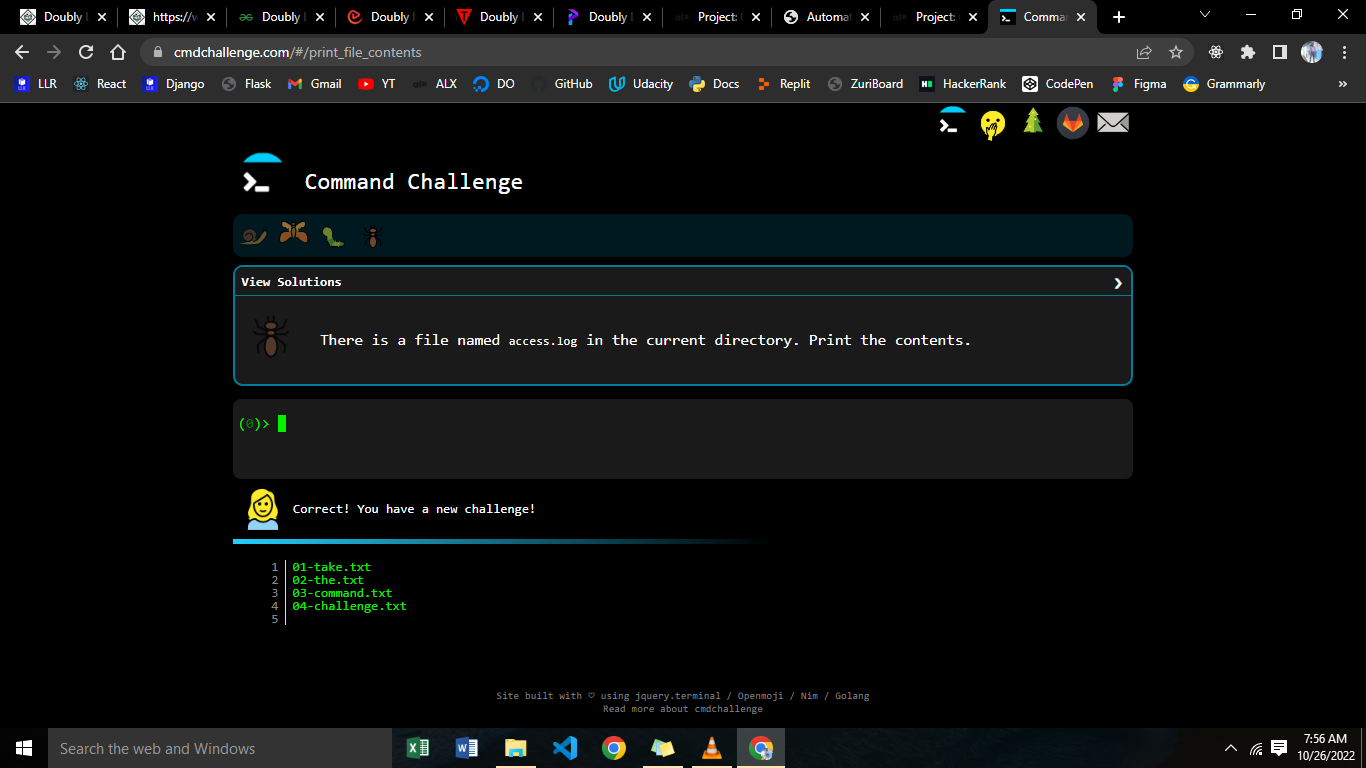 Doubly
https://w
Doubly
Doubly
Doubly
Doubly
Project:
Automat
Project:
Comma
cmdchallenge.com/#/print_file_contents
LLR React Django Flask Gmail YT ALX DO GitHub Udacity Docs Replit ZuriBoard HackerRank CodePen Figma Grammarly »
Command Challenge
View Solutions
There is a file named access.log in the current directory. Print the contents.
(0)>
Correct! You have a new challenge!
1 01-take.txt
2 02-the.txt
3 03-command.txt
4 04-challenge.txt
5
Site built with ♡ using jquery.terminal / Openmoji / Nim / Golang
Read more about cmdchallenge
Search the web and Windows
7:56 AM
10/26/2022